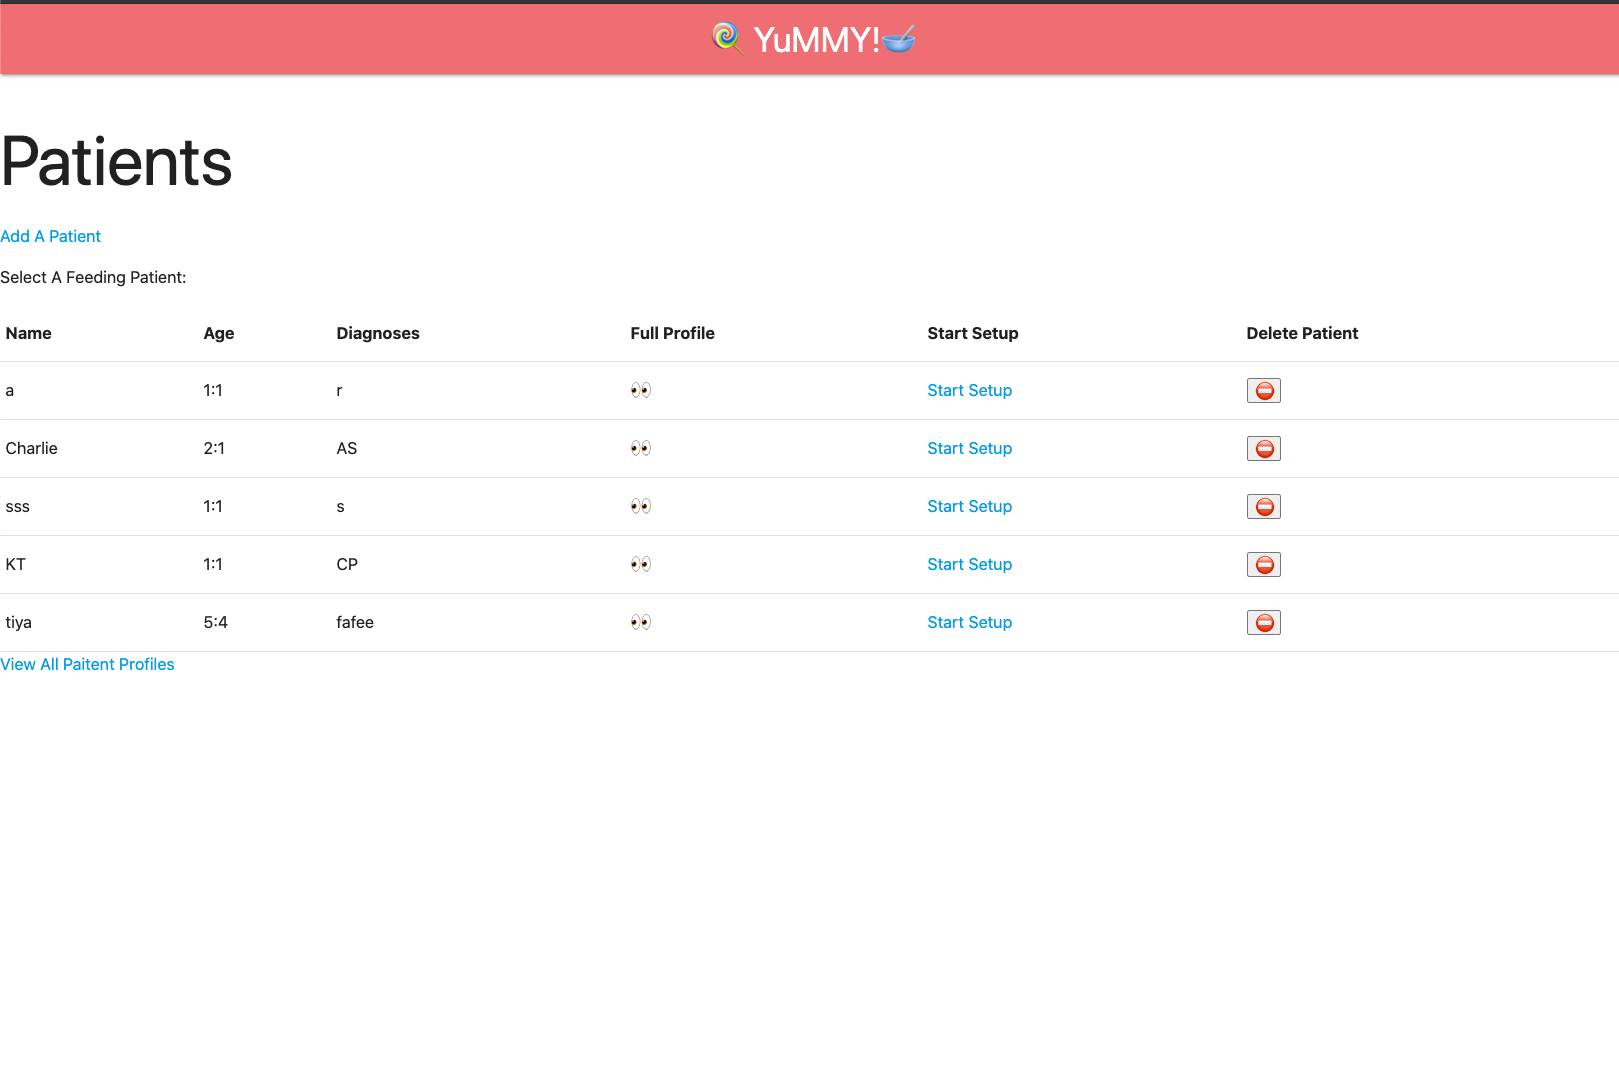 🍭 YuMMY!🥣
Patients
Add A Patient
Select A Feeding Patient:
Name Age Diagnoses Full Profile Start Setup Delete Patient
a 1:1 r 👀 Start Setup ⛔
Charlie 2:1 AS 👀 Start Setup ⛔
sss 1:1 s 👀 Start Setup ⛔
KT 1:1 CP 👀 Start Setup ⛔
tiya 5:4 fafee 👀 Start Setup ⛔
View All Paitent Profiles